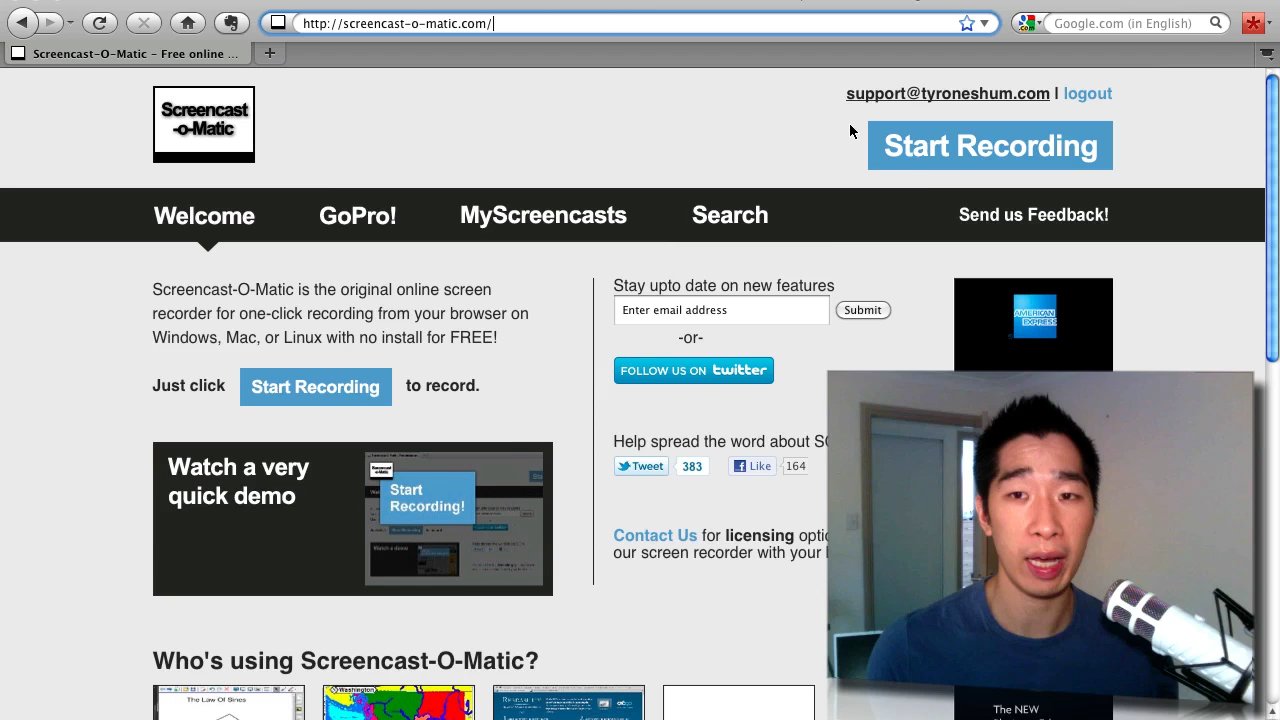 http://screencast-o-matic.com/
Google.com (in English)
Screencast-O-Matic - Free online ...
Screencast
-o-Matic
support@tyroneshum.com | logout
Start Recording
Welcome
GoPro!
MyScreencasts
Search
Send us Feedback!
Screencast-O-Matic is the original online screen
recorder for one-click recording from your browser on
Windows, Mac, or Linux with no install for FREE!
Just click Start Recording to record.
Watch a very
quick demo
Start
Recording!
Stay upto date on new features
Enter email address
Submit
-or-
FOLLOW US ON twitter
AMERICAN
EXPRESS
Help spread the word about SO
Tweet 383
Like 164
Contact Us for licensing optio
our screen recorder with your
Who's using Screencast-O-Matic?
The Law Of Sines
Washington
The NEW